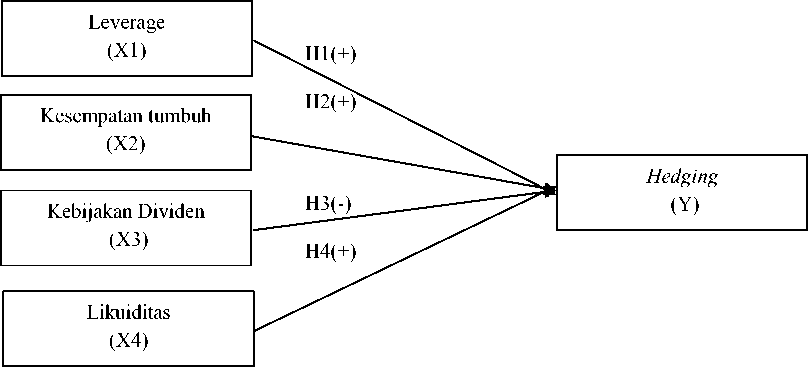 Leverage
(X1)
H1(+)
H2(+)
Kesempatan tumbuh
(X2)
Hedging
(Y)
Kebijakan Dividen
(X3)
H3(-)
H4(+)
Likuiditas
(X4)